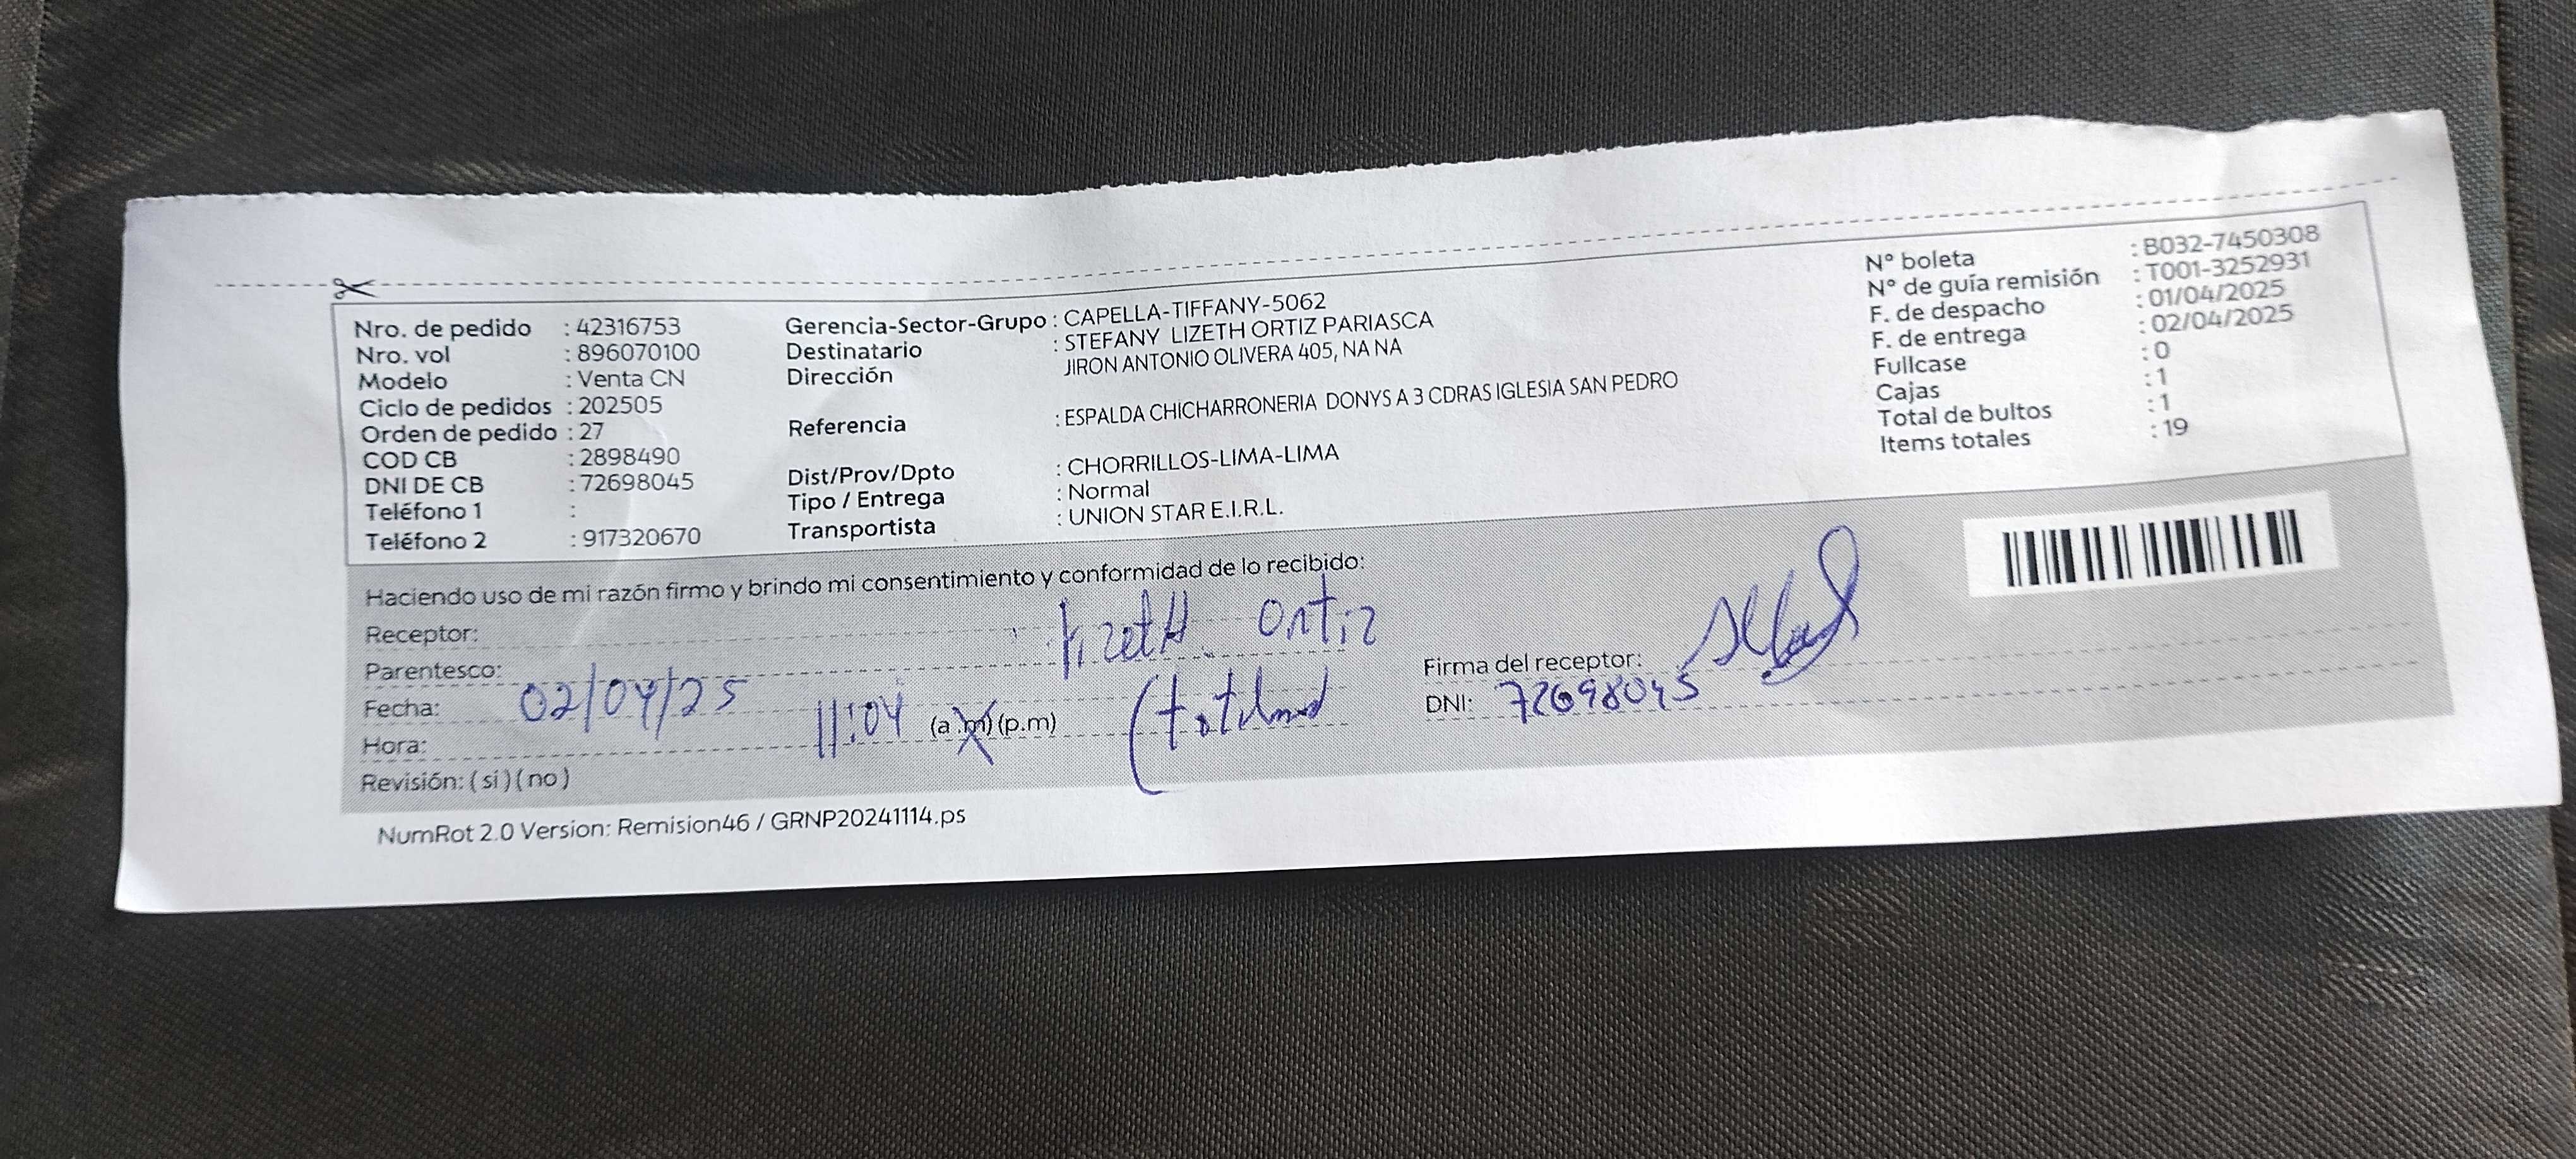 Nro. de pedido : 42316753
Nro. vol : 896070100
Modelo : Venta CN
Ciclo de pedidos : 202505
Orden de pedido : 27
COD CB : 2898490
DNI DE CB : 72698045
Teléfono 1 :
Teléfono 2 : 917320670
Gerencia-Sector-Grupo : CAPELLA-TIFFANY-5062
Destinatario : STEFANY LIZETH ORTIZ PARIASCA
Dirección JIRON ANTONIO OLIVERA 405, NA NA
Referencia : ESPALDA CHICHARRONERIA DONYS A 3 CDRAS IGLESIA SAN PEDRO
Dist/Prov/Dpto : CHORRILLOS-LIMA-LIMA
Tipo / Entrega : Normal
Transportista : UNION STAR E.I.R.L.
N° boleta : B032-7450308
N° de guía remisión : T001-3252931
F. de despacho : 01/04/2025
F. de entrega : 02/04/2025
Fullcase : 0
Cajas : 1
Total de bultos : 1
Items totales : 19
Haciendo uso de mi razón firmo y brindo mi consentimiento y conformidad de lo recibido:
Receptor: lizetH Ortiz
Parentesco:
Fecha: 02/04/25
Hora: 11:04 (a.m) (p.m)
Revisión: ( si ) ( no )
Firma del receptor:
DNI: 72698045
NumRot 2.0 Version: Remision46 / GRNP20241114.ps